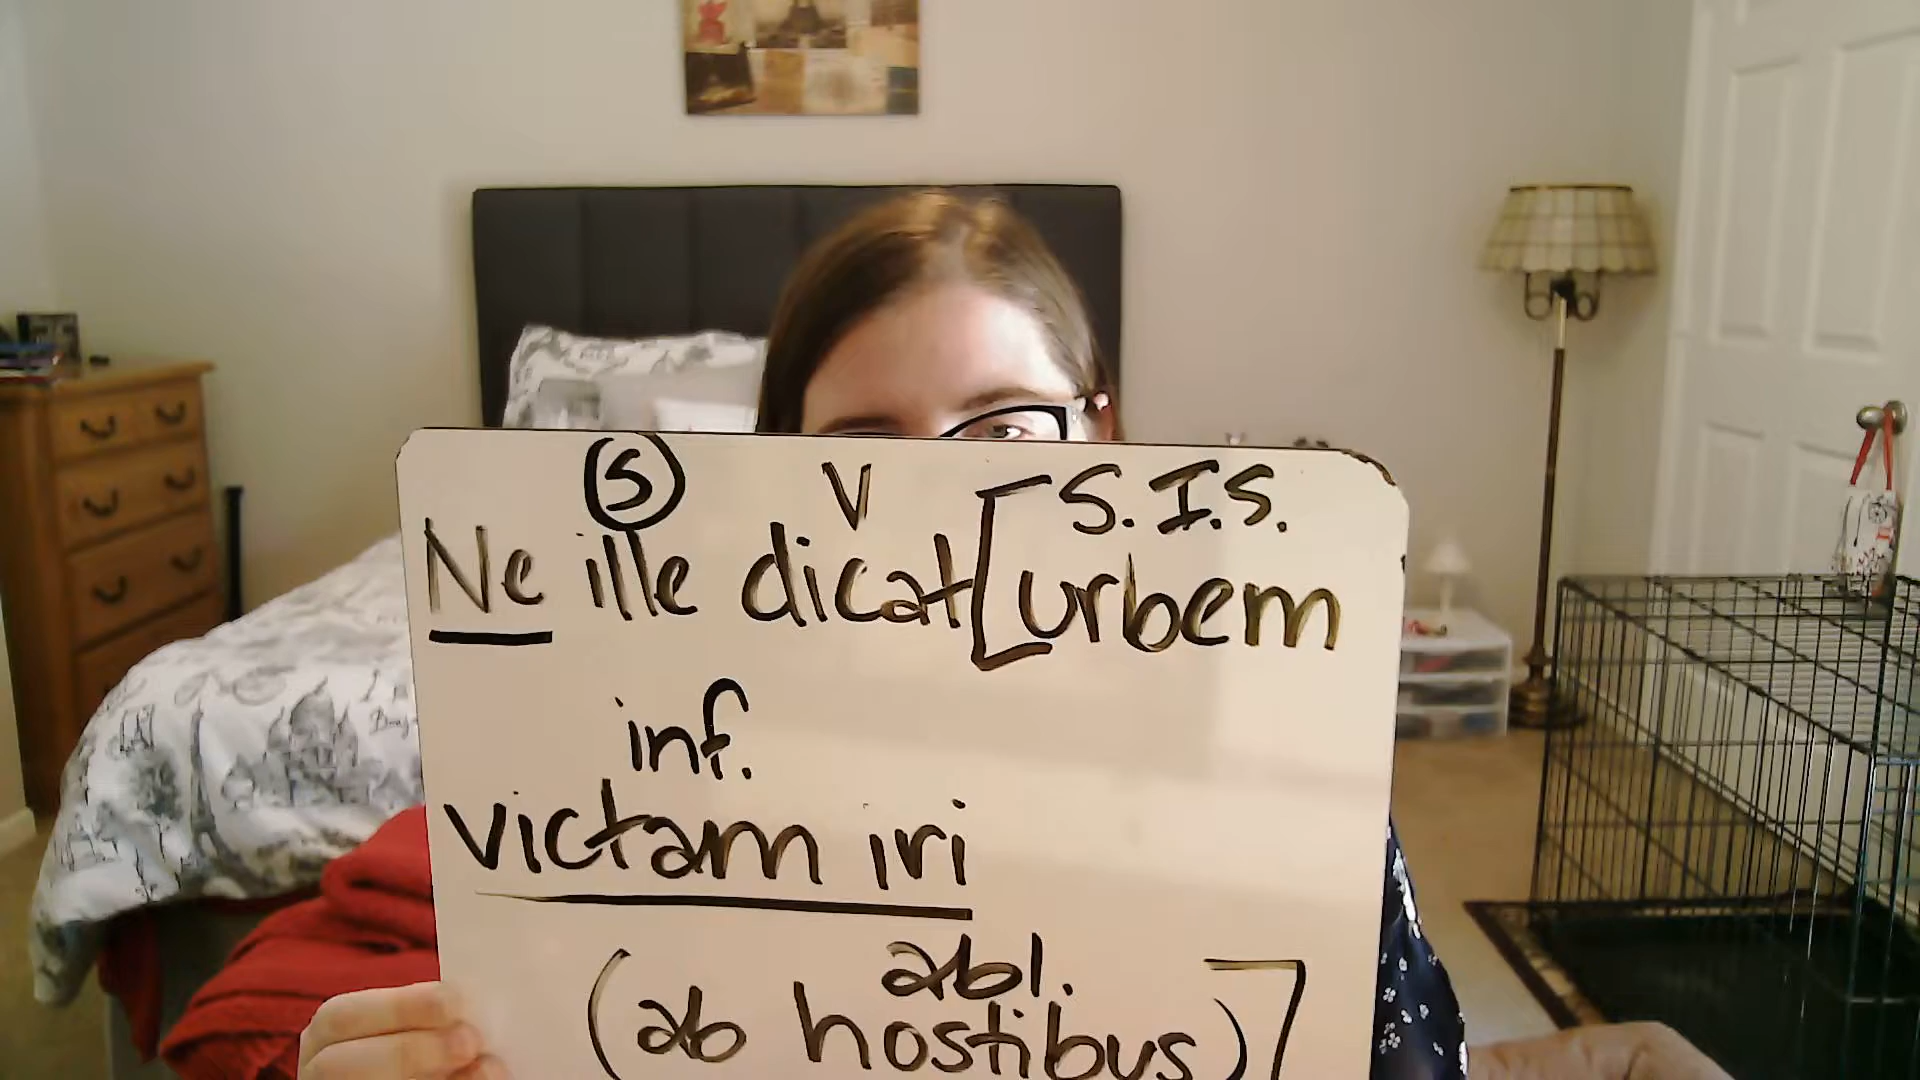 Ⓢ V S.I.S.
Ne ille dicat [urbem
inf.
victam iri
abl.
(ab hostibus)]